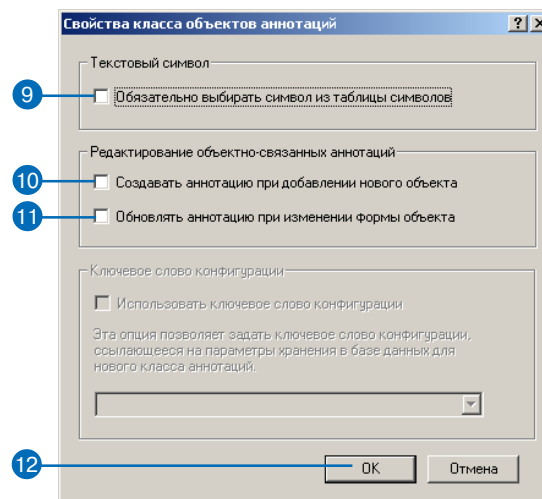 Свойства класса объектов аннотаций
Текстовый символ
9
Обязательно выбирать символ из таблицы символов
Редактирование объектно-связанных аннотаций
10
Создавать аннотацию при добавлении нового объекта
11
Обновлять аннотацию при изменении формы объекта
Ключевое слово конфигурации
Использовать ключевое слово конфигурации
Эта опция позволяет задать ключевое слово конфигурации,
ссылающееся на параметры хранения в базе данных для
нового класса аннотаций.
12
OK
Отмена